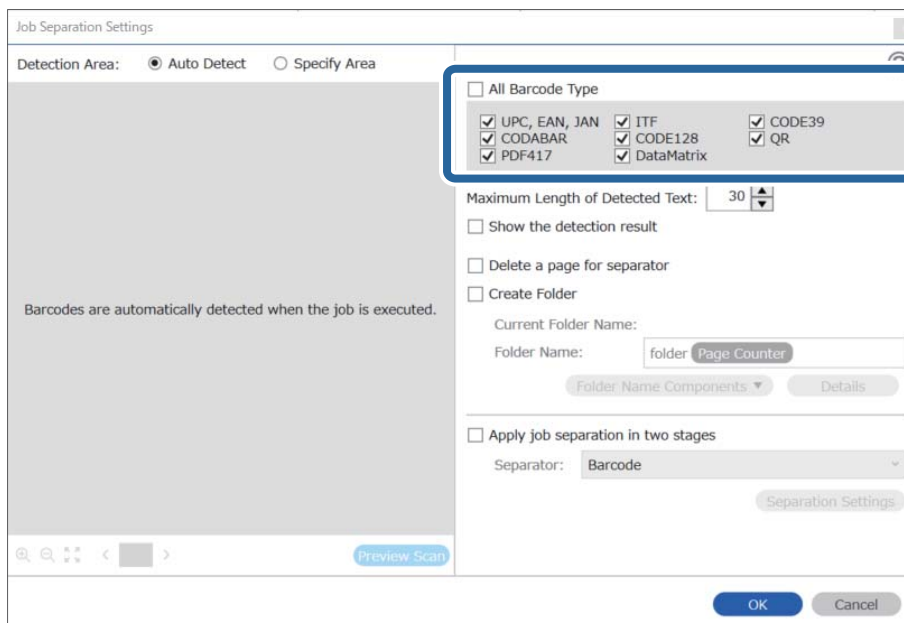 Job Separation Settings
Detection Area: Auto Detect Specify Area
All Barcode Type
UPC, EAN, JAN ITF CODE39
CODABAR CODE128 QR
PDF417 DataMatrix
Maximum Length of Detected Text: 30
Show the detection result
Delete a page for separator
Create Folder
Barcodes are automatically detected when the job is executed.
Current Folder Name:
Folder Name: folder Page Counter
Folder Name Components Details
Apply job separation in two stages
Separator: Barcode
Separation Settings
Preview Scan
OK Cancel